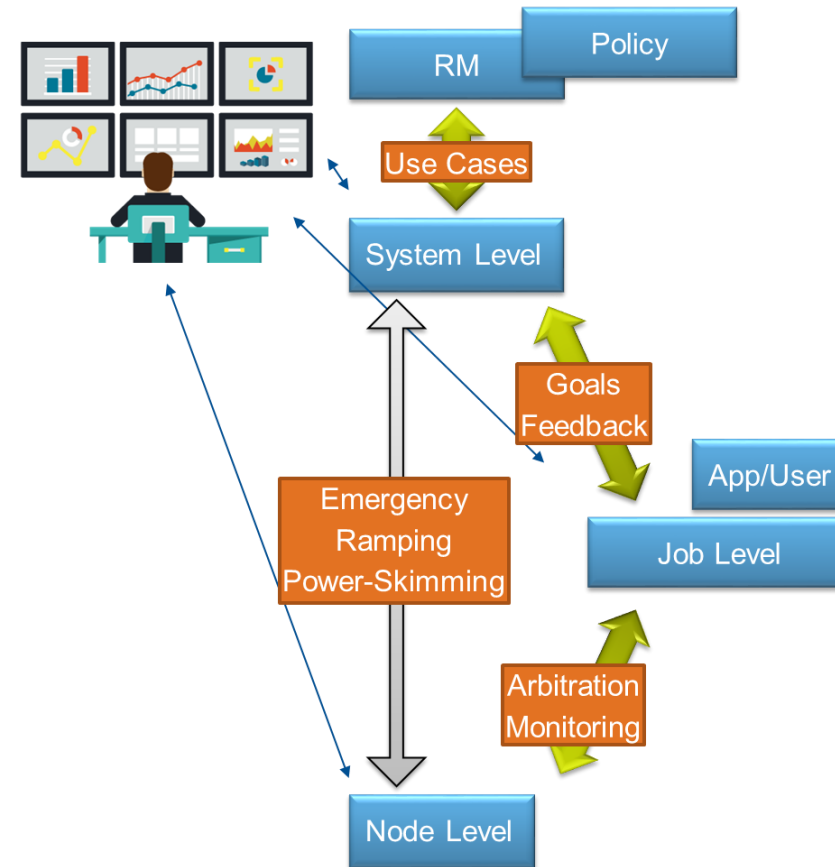 Policy
RM
Use Cases
System Level
Goals
Feedback
App/User
Emergency
Ramping
Power-Skimming
Job Level
Arbitration
Monitoring
Node Level